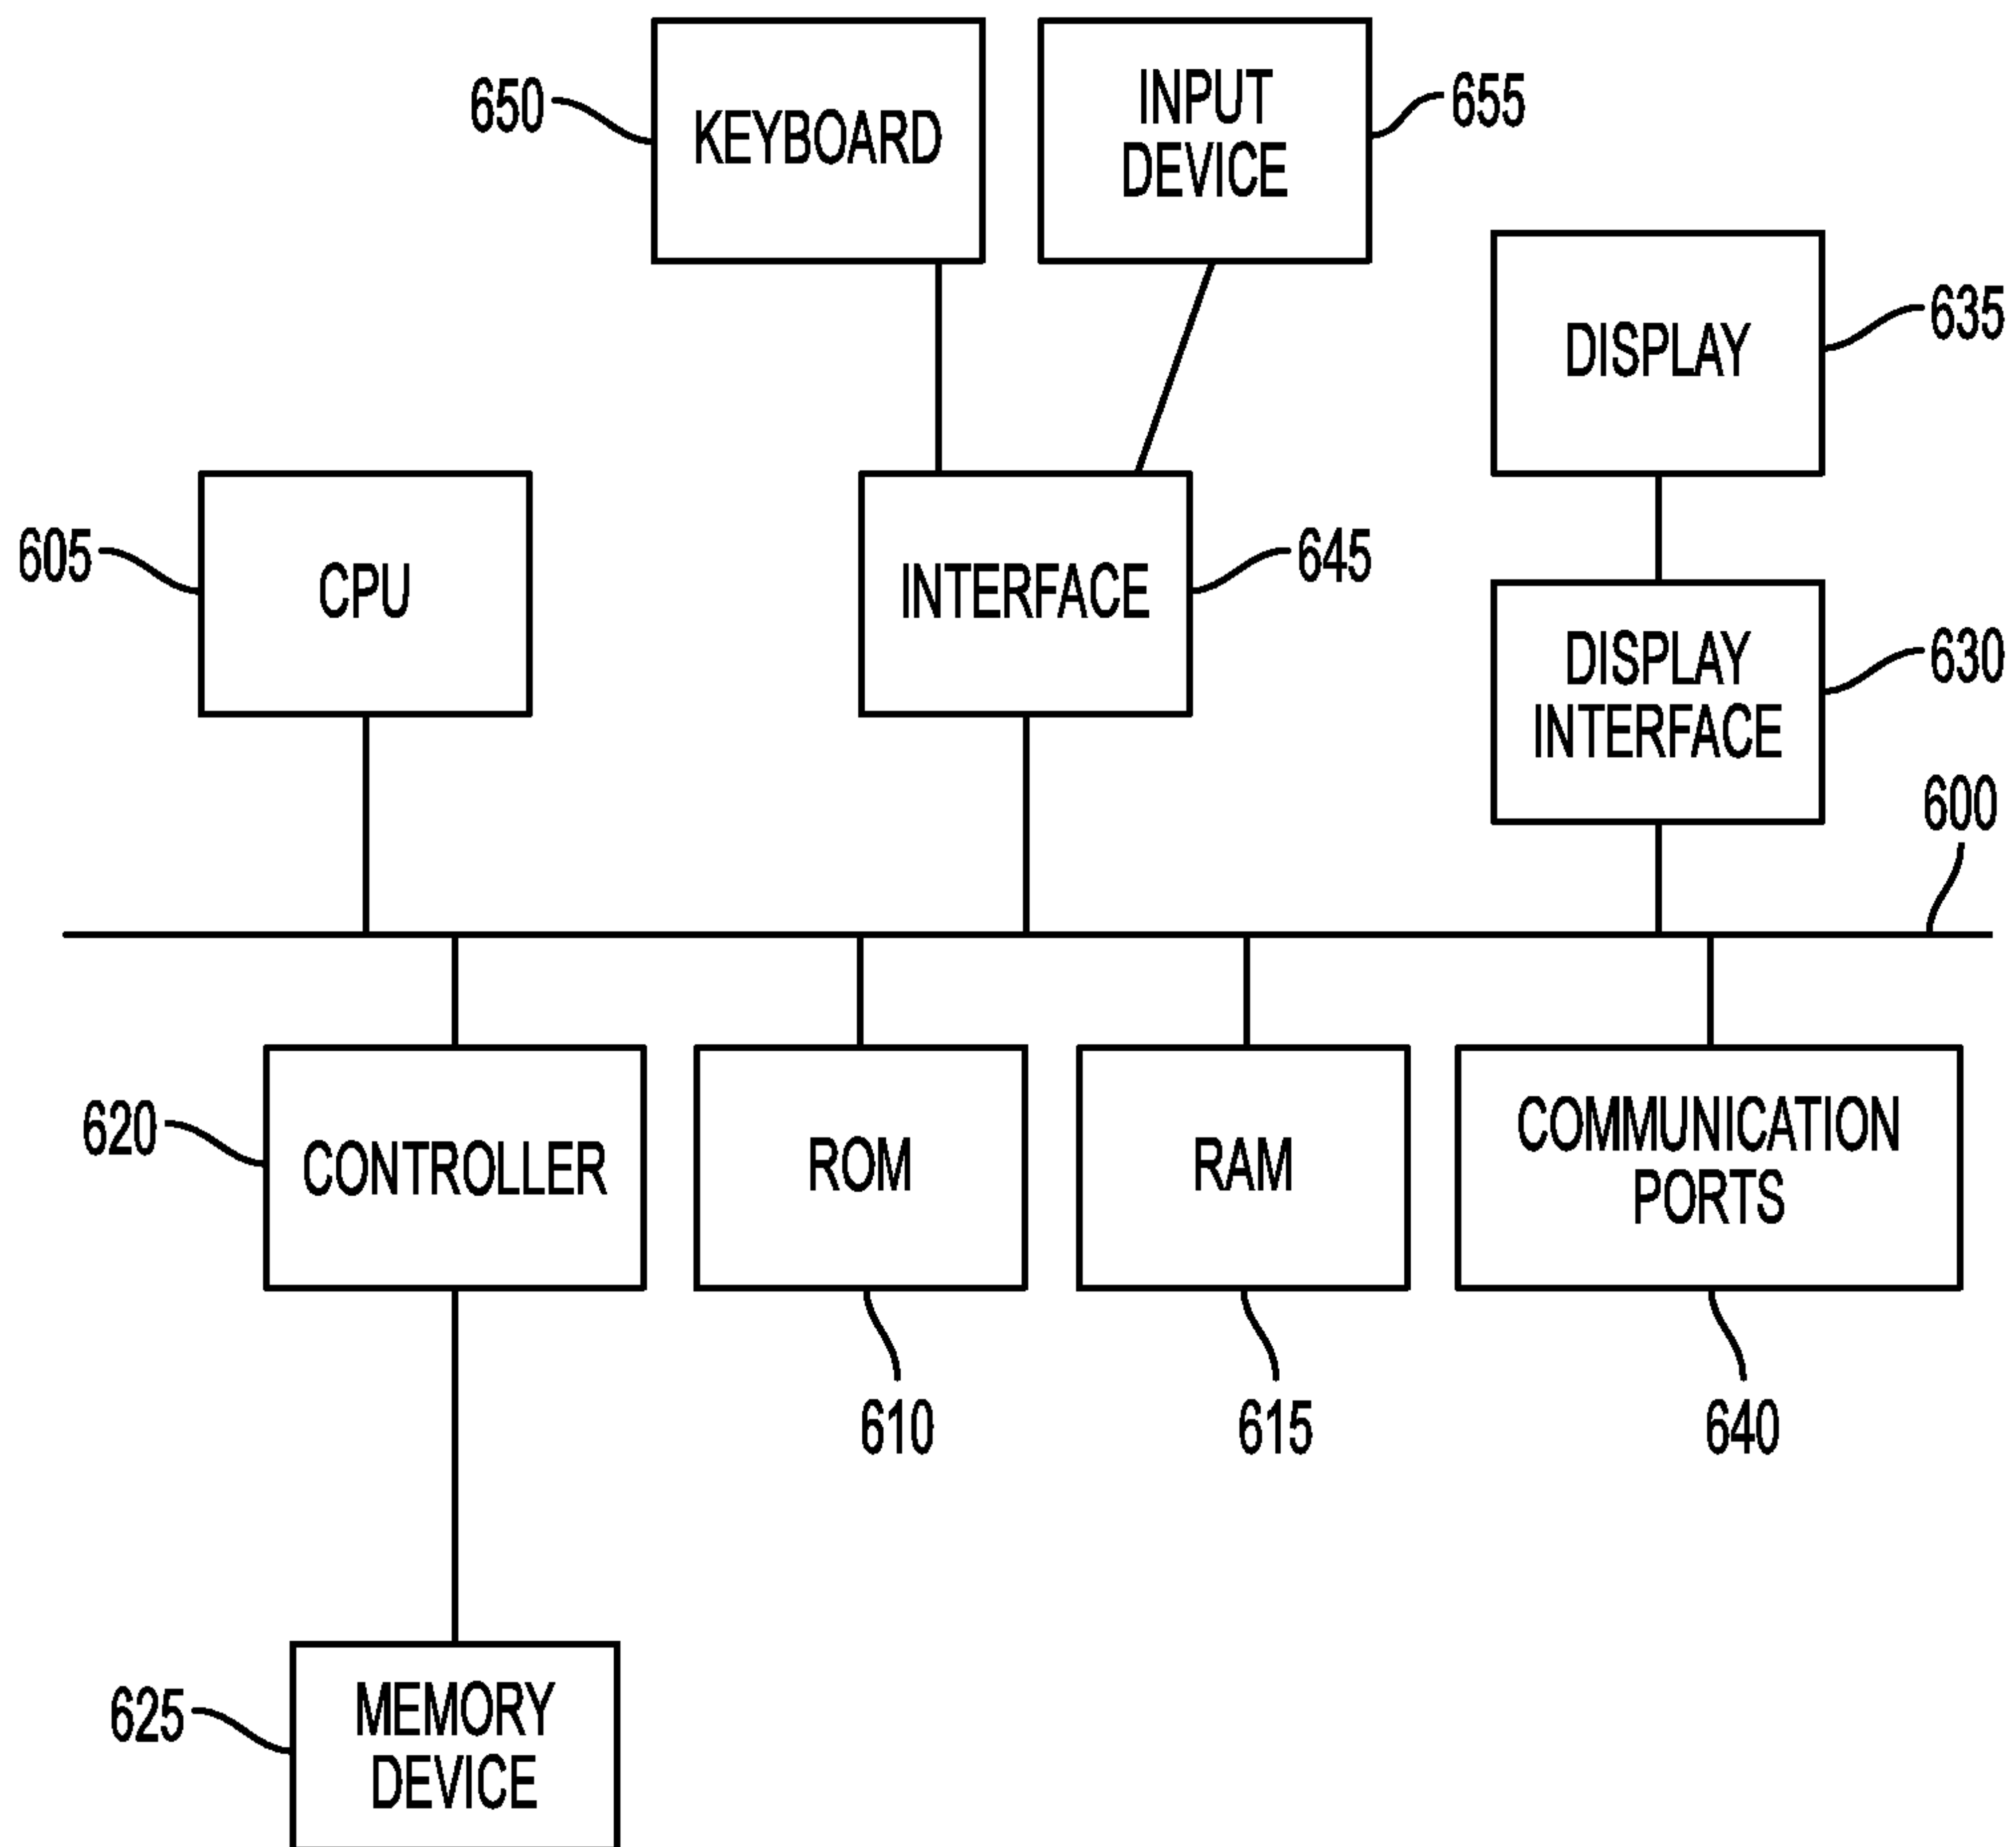 650
KEYBOARD
INPUT
DEVICE
655
DISPLAY
635
605
CPU
INTERFACE
645
DISPLAY
INTERFACE
630
600
620
CONTROLLER
ROM
RAM
COMMUNICATION
PORTS
610
615
640
625
MEMORY
DEVICE